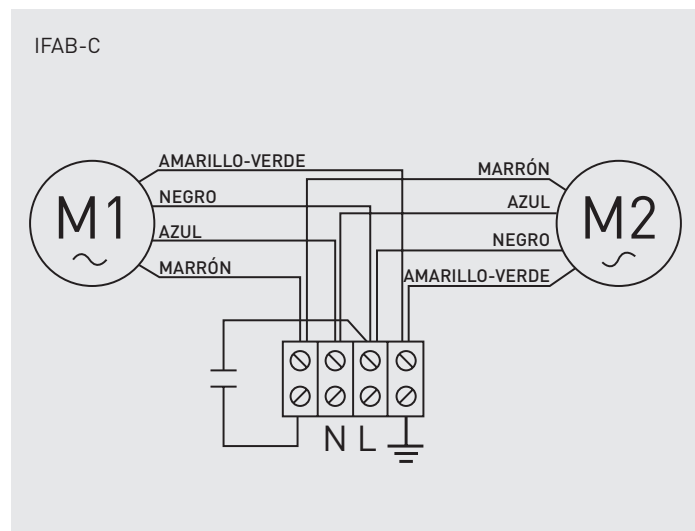 IFAB-C
M1
AMARILLO-VERDE
NEGRO
AZUL
MARRÓN
MARRÓN
AZUL
NEGRO
AMARILLO-VERDE
M2
N L